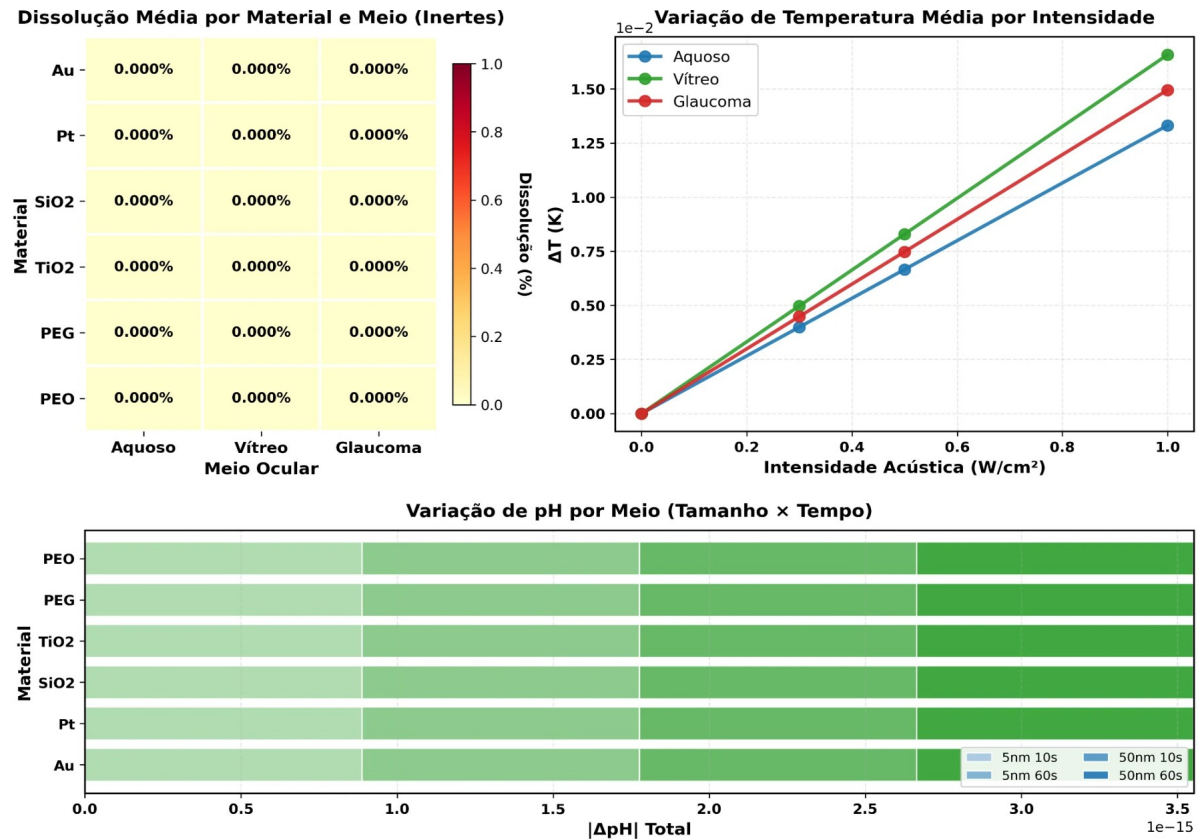 Dissolução Média por Material e Meio (Inertes)
Au 0.000% 0.000% 0.000%
Pt 0.000% 0.000% 0.000%
SiO2 0.000% 0.000% 0.000%
TiO2 0.000% 0.000% 0.000%
PEG 0.000% 0.000% 0.000%
PEO 0.000% 0.000% 0.000%
Material
Aquoso Vítreo Glaucoma
Meio Ocular
1.0
0.8
0.6
0.4
0.2
0.0
Dissolução (%)
Variação de Temperatura Média por Intensidade
1e−2
Aquoso
Vítreo
Glaucoma
1.50
1.25
1.00
0.75
0.50
0.25
0.00
ΔT (K)
0.0 0.2 0.4 0.6 0.8 1.0
Intensidade Acústica (W/cm²)
Variação de pH por Meio (Tamanho × Tempo)
PEO
PEG
TiO2
SiO2
Pt
Au
Material
5nm 10s 50nm 10s
5nm 60s 50nm 60s
0.0 0.5 1.0 1.5 2.0 2.5 3.0 3.5
1e−15
|ΔpH| Total